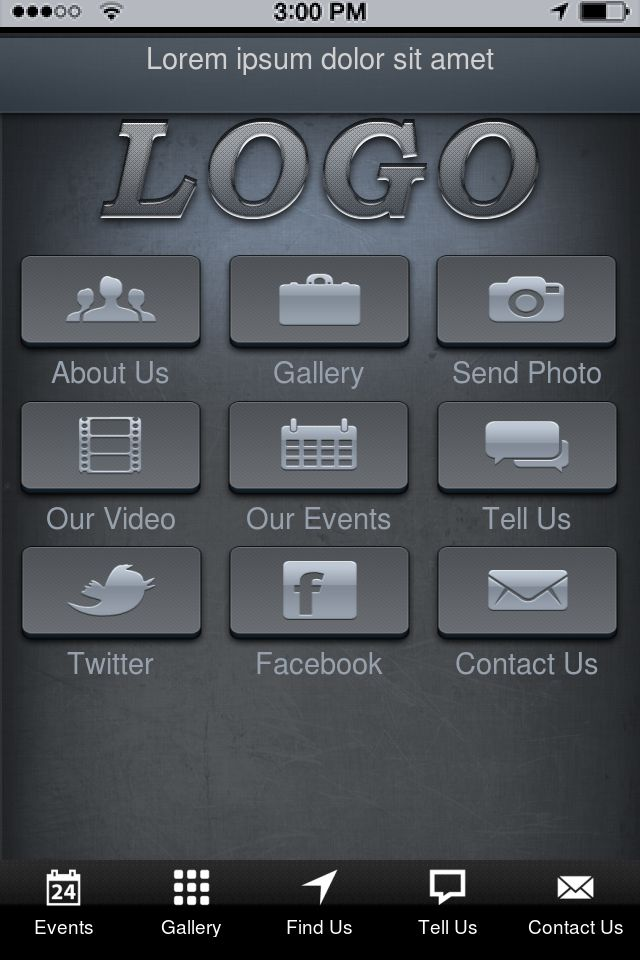 3:00 PM
Lorem ipsum dolor sit amet
LOGO
About Us
Gallery
Send Photo
Our Video
Our Events
Tell Us
f
Twitter
Facebook
Contact Us
24
Events
Gallery
Find Us
Tell Us
Contact Us